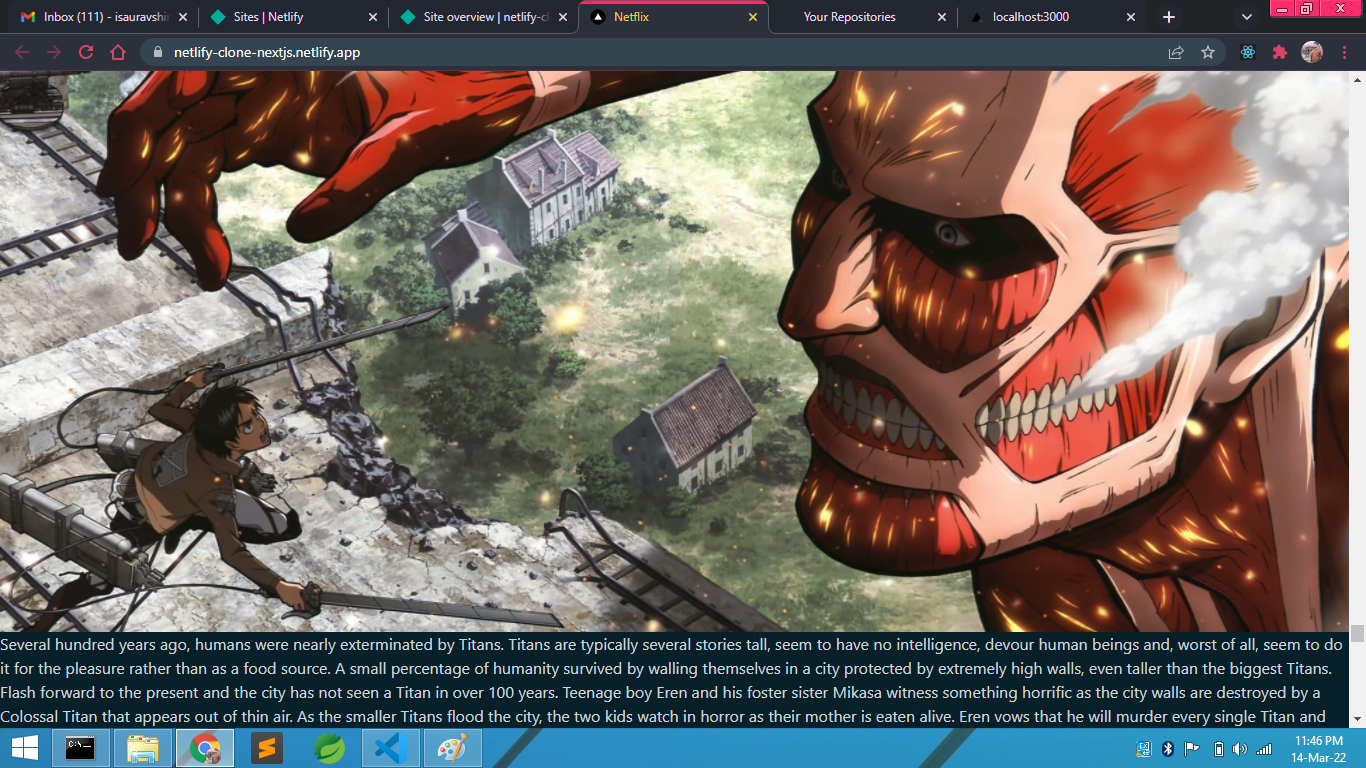 Inbox (111) - isauravshin
Sites | Netlify
Site overview | netlify-cl
Netflix
Your Repositories
localhost:3000
netlify-clone-nextjs.netlify.app
Several hundred years ago, humans were nearly exterminated by Titans. Titans are typically several stories tall, seem to have no intelligence, devour human beings and, worst of all, seem to do
it for the pleasure rather than as a food source. A small percentage of humanity survived by walling themselves in a city protected by extremely high walls, even taller than the biggest Titans.
Flash forward to the present and the city has not seen a Titan in over 100 years. Teenage boy Eren and his foster sister Mikasa witness something horrific as the city walls are destroyed by a
Colossal Titan that appears out of thin air. As the smaller Titans flood the city, the two kids watch in horror as their mother is eaten alive. Eren vows that he will murder every single Titan and
11:46 PM
14-Mar-22